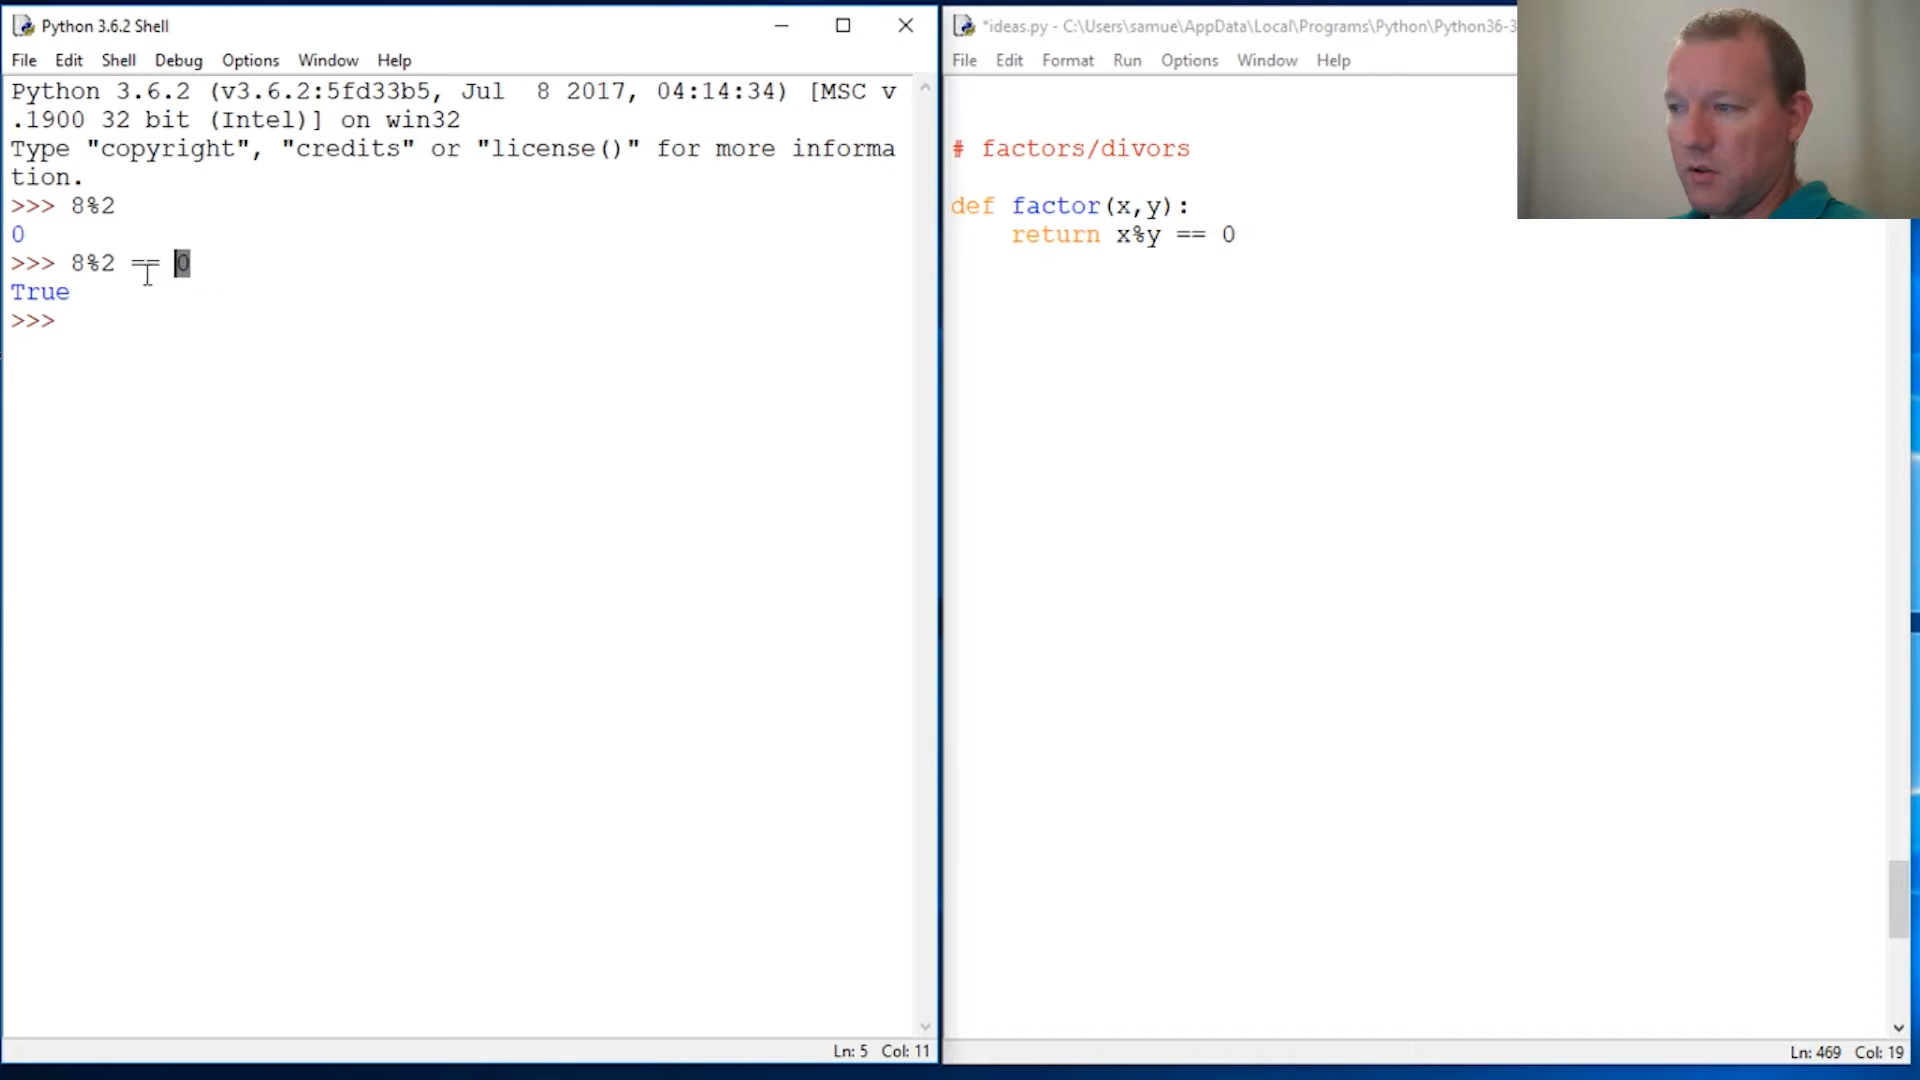 Python 3.6.2 Shell
File Edit Shell Debug Options Window Help
Python 3.6.2 (v3.6.2:5fd33b5, Jul  8 2017, 04:14:34) [MSC v
.1900 32 bit (Intel)] on win32
Type "copyright", "credits" or "license()" for more informa
tion.
>>> 8%2
0
>>> 8%2 == 0
True
>>>
Ln: 5 Col: 11
*ideas.py - C:\Users\samue\AppData\Local\Programs\Python\Python36-3
File Edit Format Run Options Window Help
# factors/divors
def factor(x,y):
    return x%y == 0
Ln: 469 Col: 19